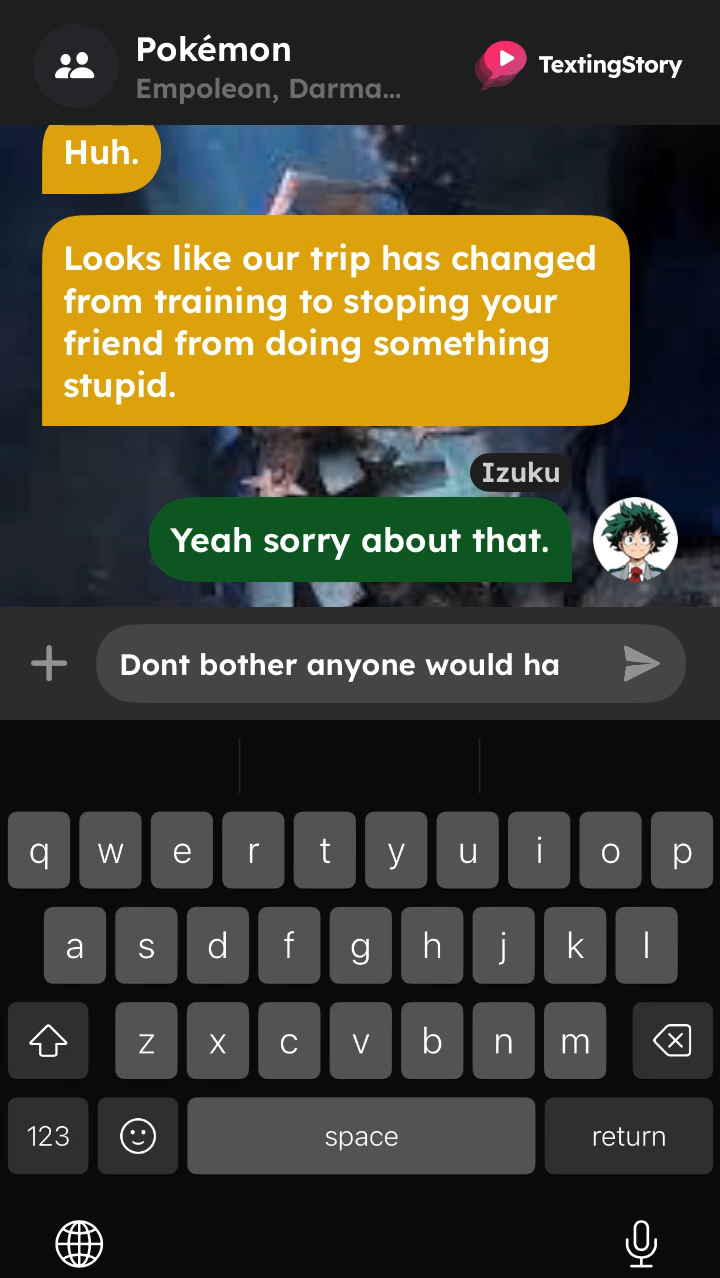 Pokémon
Empoleon, Darma...
TextingStory
Huh.
Looks like our trip has changed
from training to stoping your
friend from doing something
stupid.
Izuku
Yeah sorry about that.
Dont bother anyone would ha
q w e r t y u i o p
a s d f g h j k l
z x c v b n m
123 space return